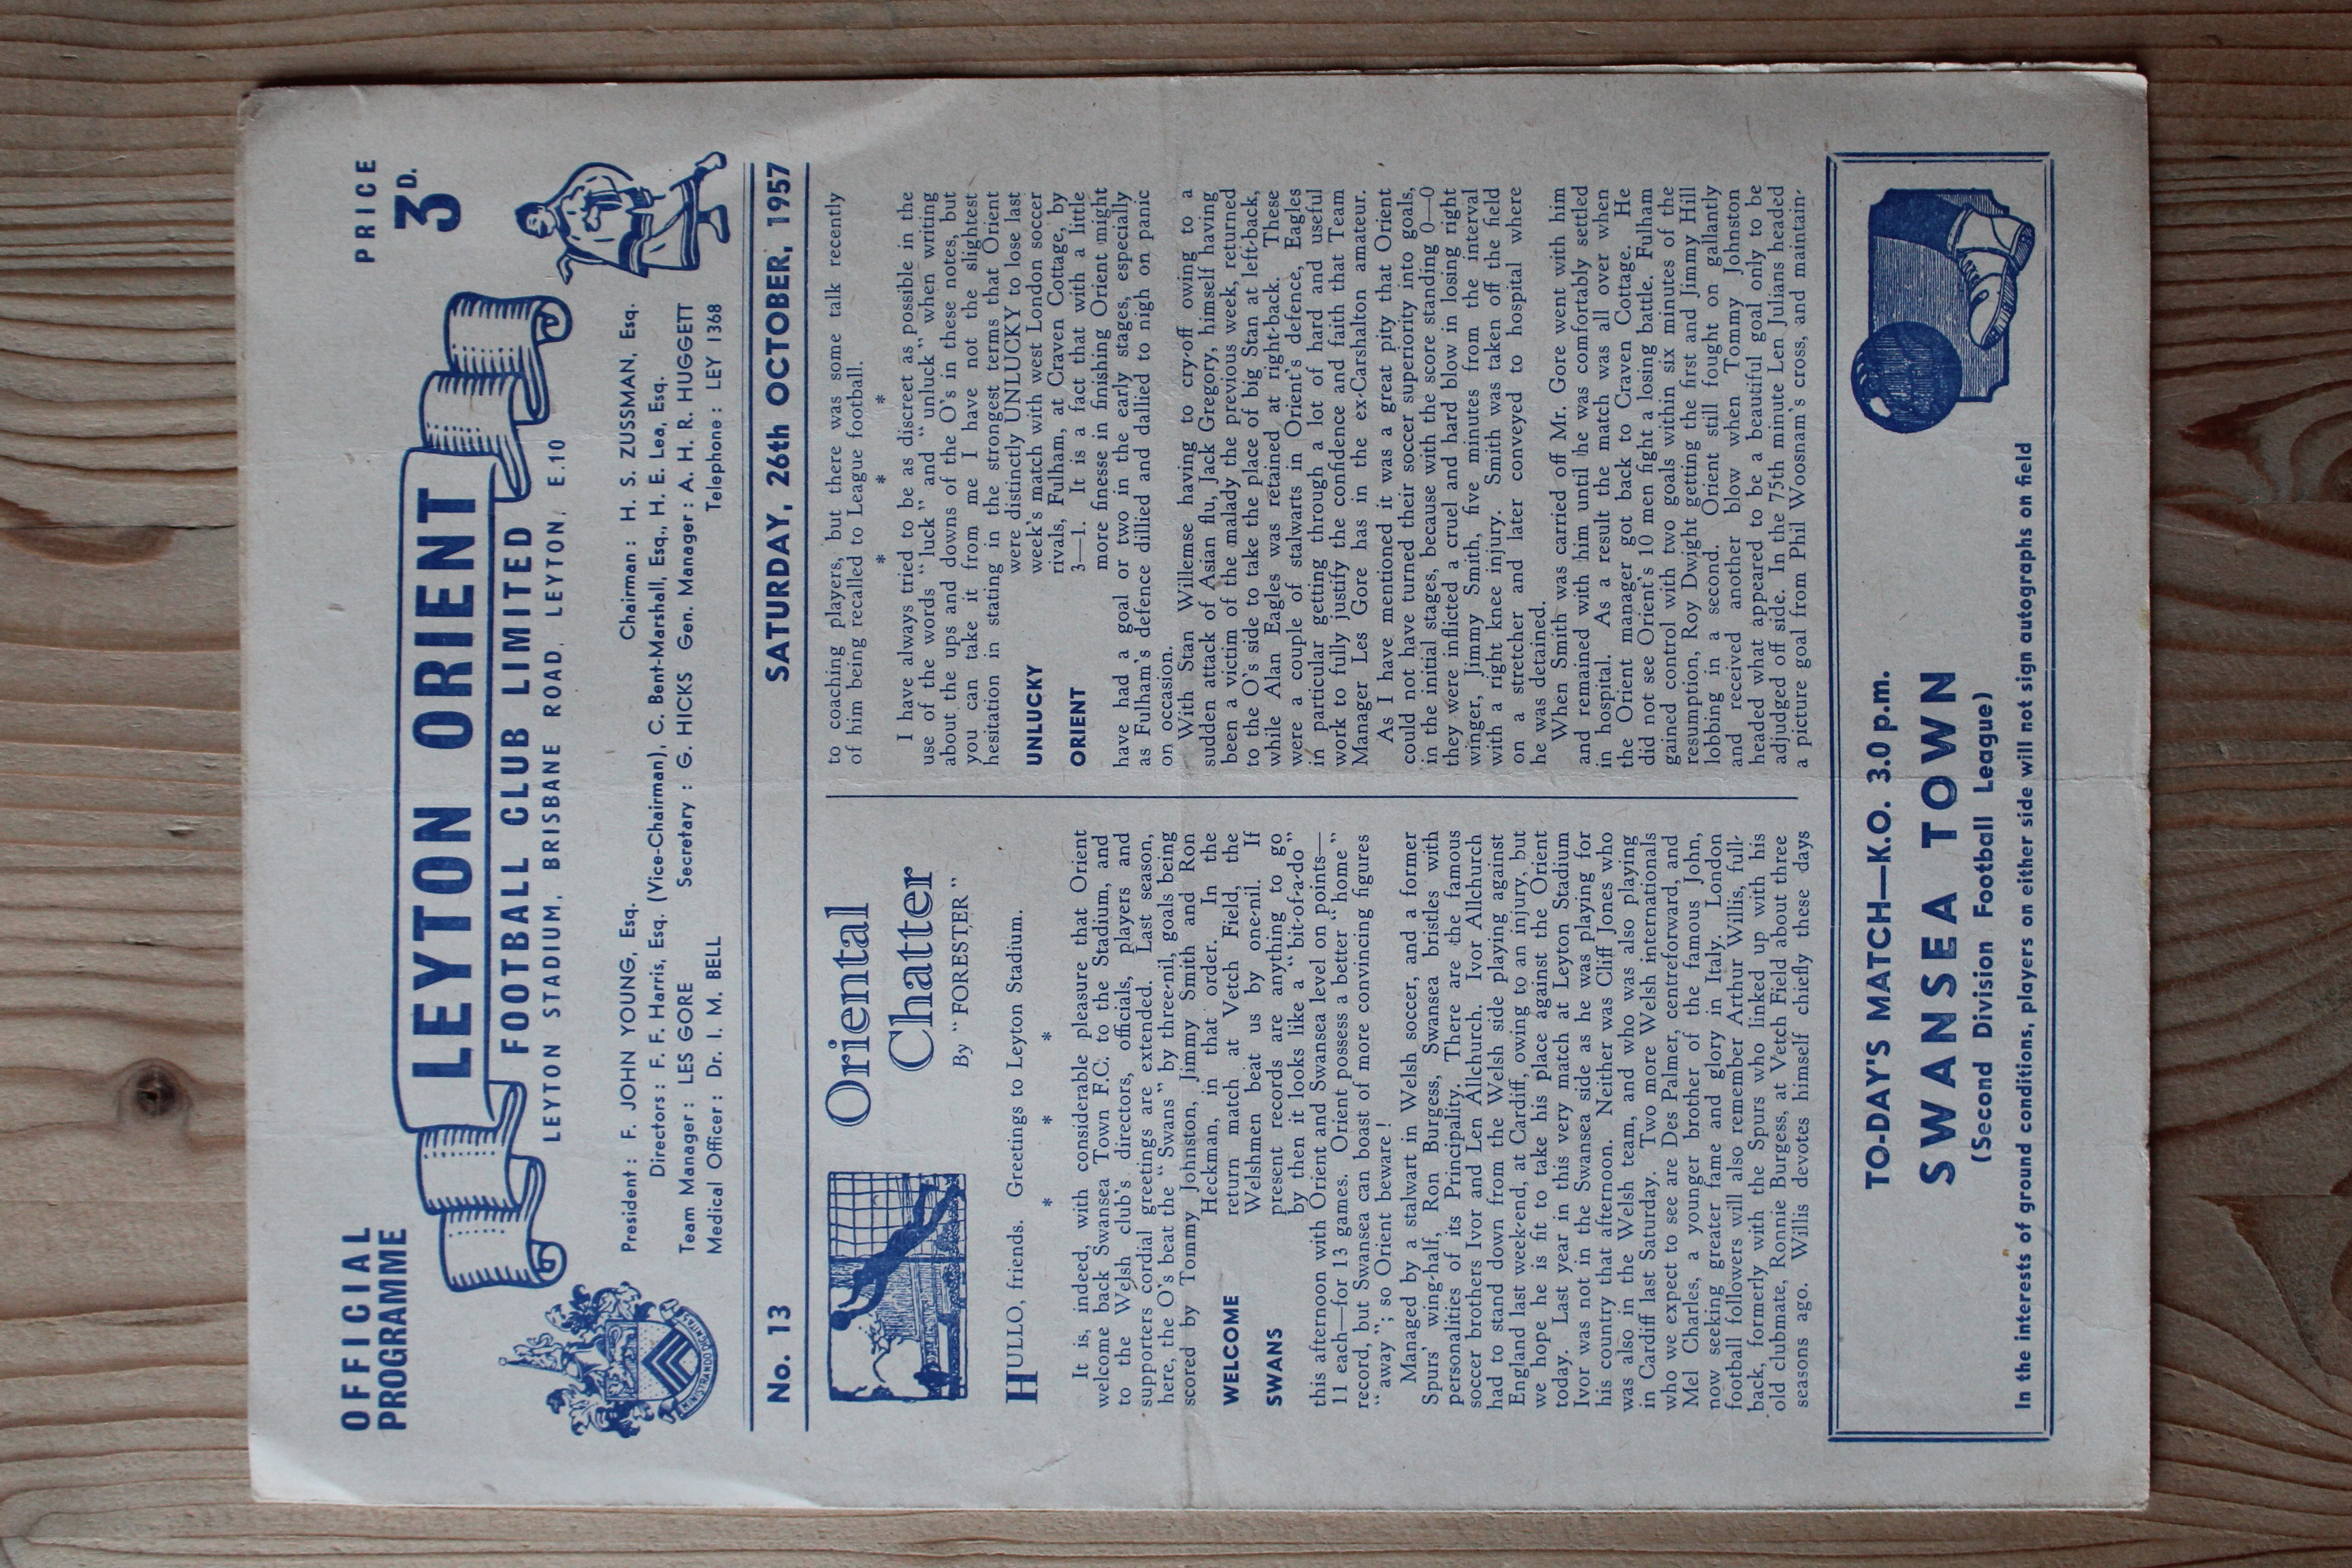 OFFICIAL
PROGRAMME
PRICE
3D.
LEYTON ORIENT
FOOTBALL CLUB LIMITED
LEYTON STADIUM, BRISBANE ROAD, LEYTON, E.10
President : F. JOHN YOUNG, Esq. Chairman : H. S. ZUSSMAN, Esq.
Directors : F. F. Harris, Esq. (Vice-Chairman), C. Bent-Marshall, Esq., H. E. Lea, Esq.
Team Manager : LES GORE Secretary : G. HICKS Gen. Manager : A. H. R. HUGGETT
Medical Officer : Dr. I. M. BELL Telephone : LEY 1368
No. 13 SATURDAY, 26th OCTOBER, 1957
Oriental
Chatter
By “ FORESTER ”
HULLO, friends. Greetings to Leyton Stadium.
* * *
It is, indeed, with considerable pleasure that Orient
welcome back Swansea Town F.C. to the Stadium, and
to the Welsh club's directors, officials, players and
supporters cordial greetings are extended. Last season,
here, the O's beat the “ Swans ” by three-nil, goals being
scored by Tommy Johnston, Jimmy Smith and Ron
Heckman, in that order. In the
return match at Vetch Field, the
WELCOME
Welshmen beat us by one-nil. If
present records are anything to go
SWANS
by then it looks like a “ bit-of-a-do ”
this afternoon with Orient and Swansea level on points—
11 each—for 13 games. Orient possess a better “ home ”
record, but Swansea can boast of more convincing figures
“ away ”; so Orient beware !
Managed by a stalwart in Welsh soccer, and a former
Spurs' wing-half, Ron Burgess, Swansea bristles with
personalities of its Principality. There are the famous
soccer brothers Ivor and Len Allchurch. Ivor Allchurch
had to stand down from the Welsh side playing against
England last week-end, at Cardiff, owing to an injury, but
we hope he is fit to take his place against the Orient
today. Last year in this very match at Leyton Stadium
Ivor was not in the Swansea side as he was playing for
his country that afternoon. Neither was Cliff Jones who
was also in the Welsh team, and who was also playing
in Cardiff last Saturday. Two more Welsh internationals
who we expect to see are Des Palmer, centreforward, and
Mel Charles, a younger brother of the famous John,
now seeking greater fame and glory in Italy. London
football followers will also remember Arthur Willis, full-
back, formerly with the Spurs who linked up with his
old clubmate, Ronnie Burgess, at Vetch Field about three
seasons ago. Willis devotes himself chiefly these days
to coaching players, but there was some talk recently
of him being recalled to League football.
* * *
I have always tried to be as discreet as possible in the
use of the words “ luck ” and “ unluck ” when writing
about the ups and downs of the O's in these notes, but
you can take it from me I have not the slightest
hesitation in stating in the strongest terms that Orient
were distinctly UNLUCKY to lose last
UNLUCKY
week's match with west London soccer
rivals, Fulham, at Craven Cottage, by
ORIENT
3—1. It is a fact that with a little
more finesse in finishing Orient might
have had a goal or two in the early stages, especially
as Fulham's defence dillied and dallied to nigh on panic
on occasion.
With Stan Willemse having to cry-off owing to a
sudden attack of Asian flu, Jack Gregory, himself having
been a victim of the malady the previous week, returned
to the O's side to take the place of big Stan at left-back,
while Alan Eagles was retained at right-back. These
were a couple of stalwarts in Orient's defence, Eagles
in particular getting through a lot of hard and useful
work to fully justify the confidence and faith that Team
Manager Les Gore has in the ex-Carshalton amateur.
As I have mentioned it was a great pity that Orient
could not have turned their soccer superiority into goals,
in the initial stages, because with the score standing 0—0
they were inflicted a cruel and hard blow in losing right
winger, Jimmy Smith, five minutes from the interval
with a right knee injury. Smith was taken off the field
on a stretcher and later conveyed to hospital where
he was detained.
When Smith was carried off Mr. Gore went with him
and remained with him until he was comfortably settled
in hospital. As a result the match was all over when
the Orient manager got back to Craven Cottage. He
did not see Orient's 10 men fight a losing battle. Fulham
gained control with two goals within six minutes of the
resumption, Roy Dwight getting the first and Jimmy Hill
lobbing in a second. Orient still fought on gallantly
and received another blow when Tommy Johnston
headed what appeared to be a beautiful goal only to be
adjudged off side. In the 75th minute Len Julians headed
a picture goal from Phil Woosnam's cross, and maintain-
TO-DAY'S MATCH—K.O. 3.0 p.m.
SWANSEA TOWN
(Second Division Football League)
In the interests of ground conditions, players on either side will not sign autographs on field